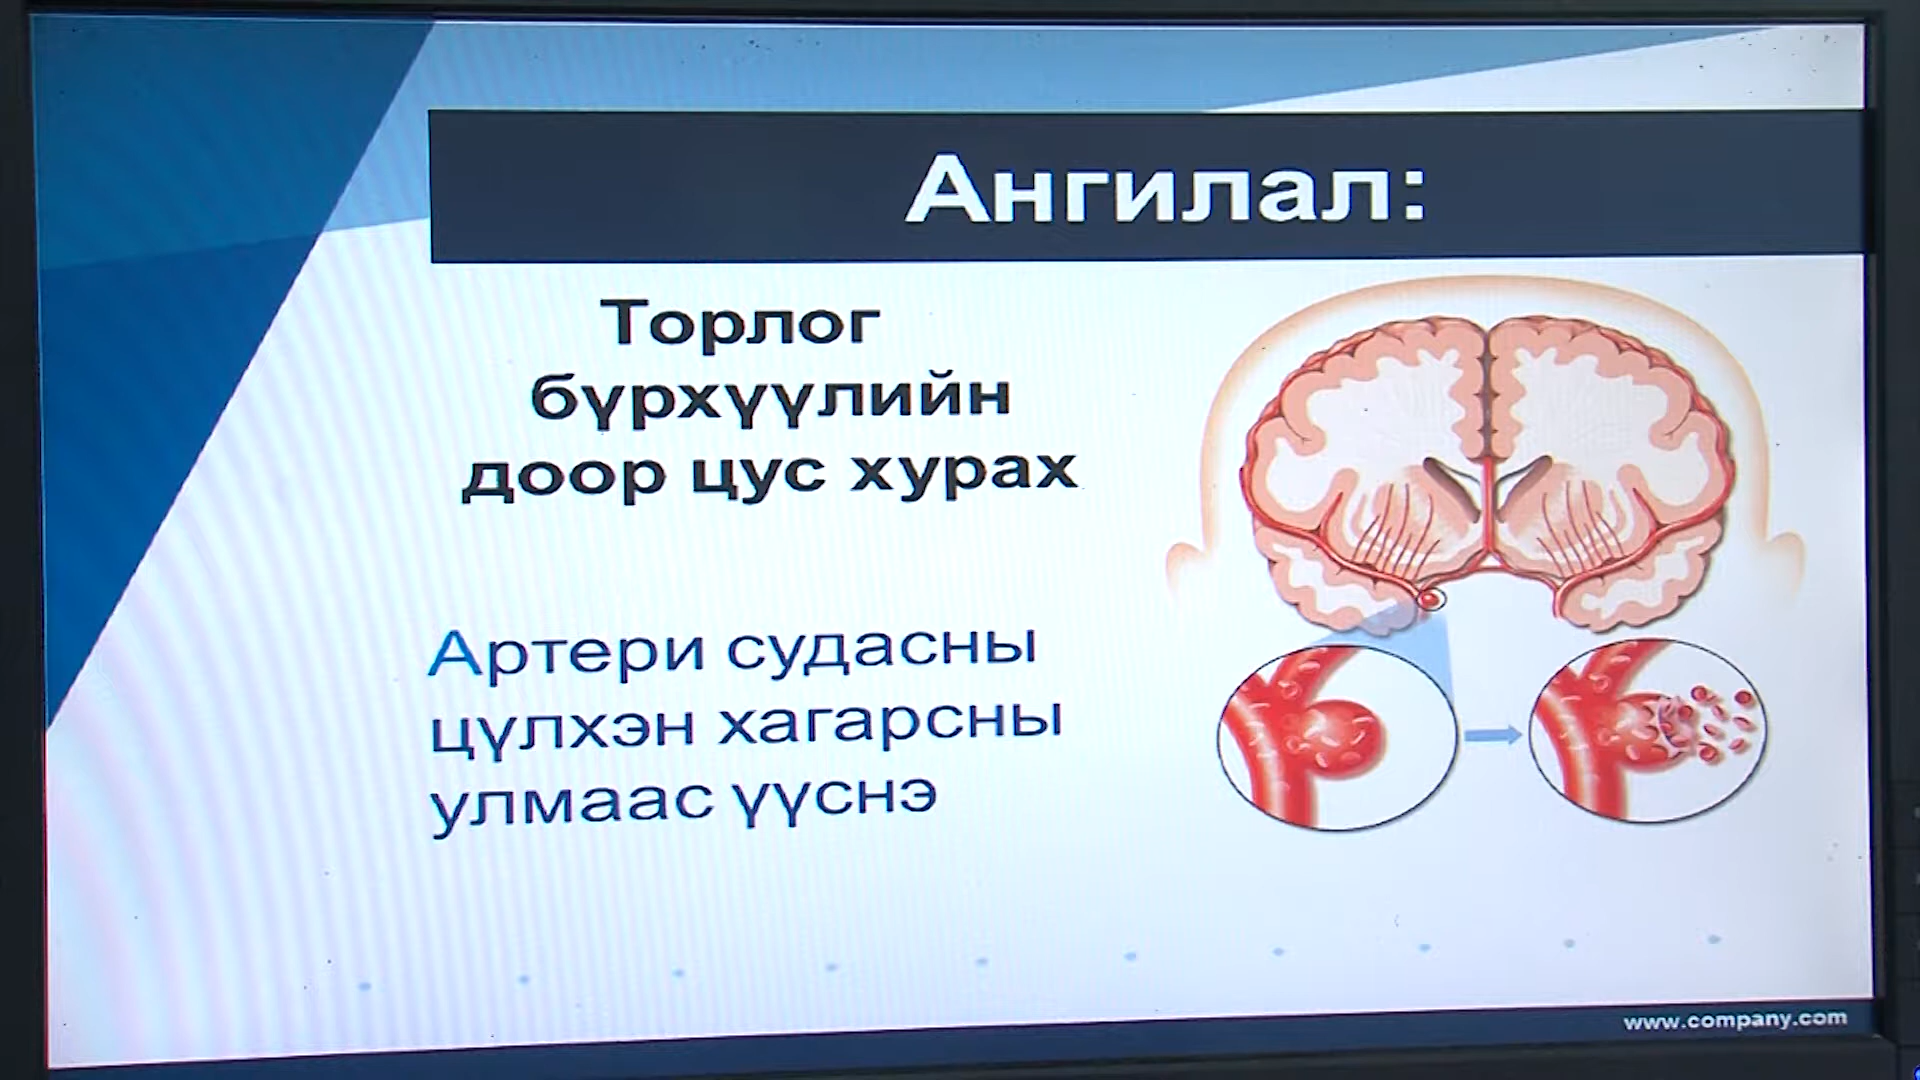 Ангилал:
Торлог
бүрхүүлийн
доор цус хурах
Артери судасны
цүлхэн хагарсны
улмаас үүснэ
www.company.com